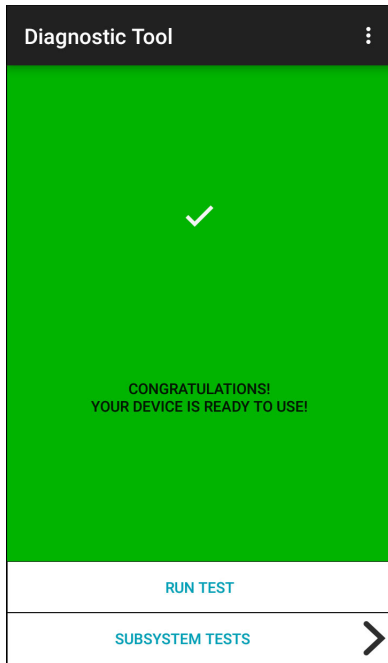 Diagnostic Tool
CONGRATULATIONS!
YOUR DEVICE IS READY TO USE!
RUN TEST
SUBSYSTEM TESTS